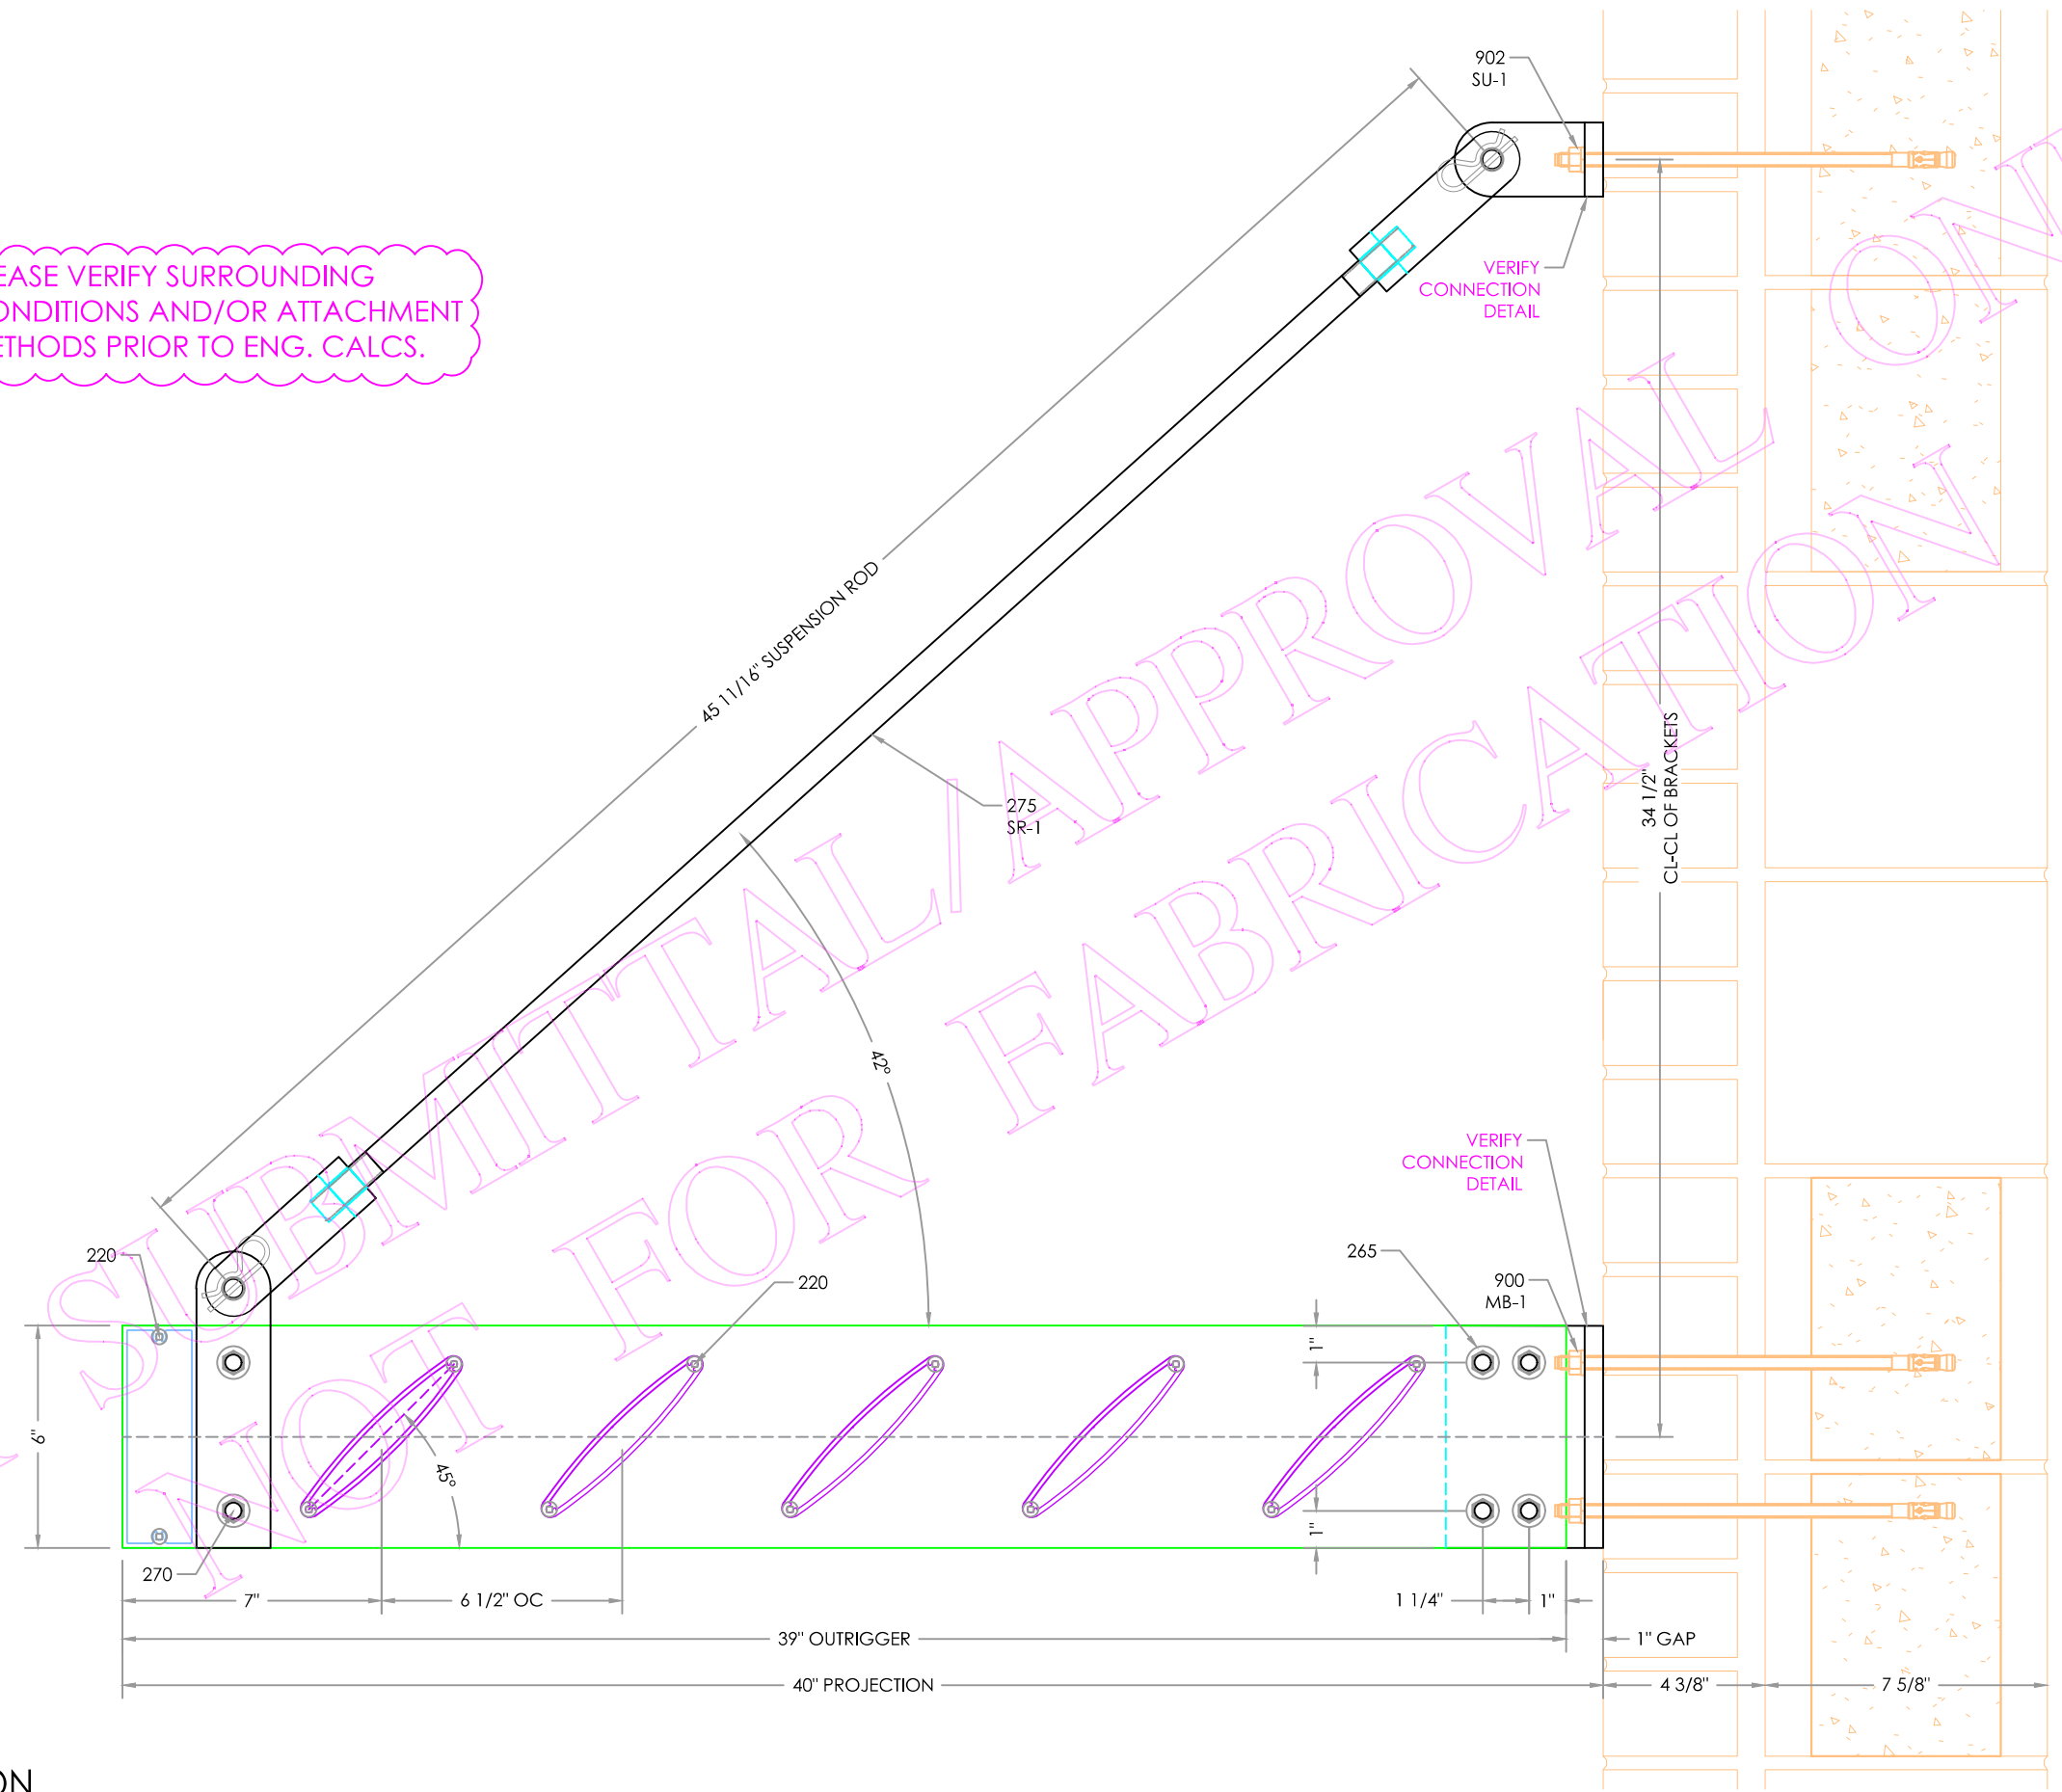 902
SU-1
EASE VERIFY SURROUNDING
ONDITIONS AND/OR ATTACHMENT
ETHODS PRIOR TO ENG. CALCS.
VERIFY
CONNECTION
DETAIL
45 11/16" SUSPENSION ROD
34 1/2"
CL-CL OF BRACKETS
275
SR-1
42°
SUBMITTAL/APPROVAL ON
NOT FOR FABRICATION
VERIFY
CONNECTION
DETAIL
220
220
265
900
MB-1
1"
6"
45°
1"
270
7"
6 1/2" OC
1 1/4"
1"
39" OUTRIGGER
1" GAP
40" PROJECTION
4 3/8"
7 5/8"
ON